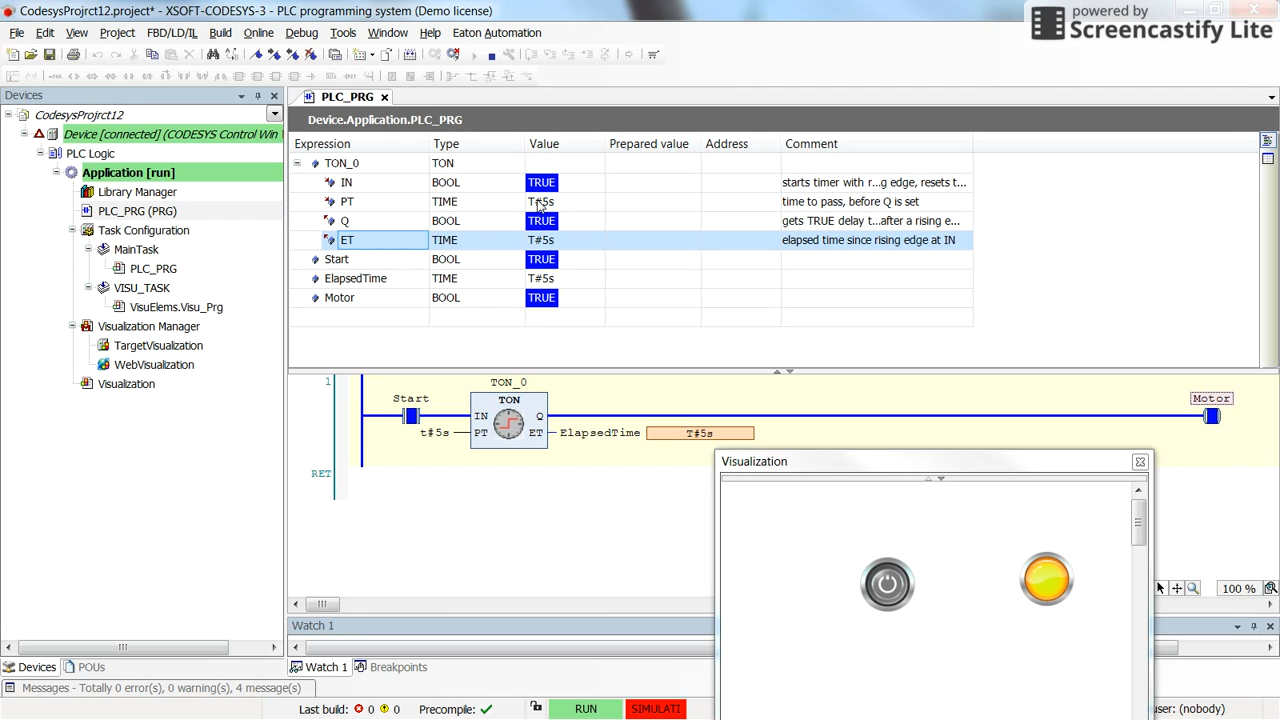 CodesysProjrct12.project* - XSOFT-CODESYS-3 - PLC programming system (Demo license)
powered by
Screencastify Lite
File Edit View Project FBD/LD/IL Build Online Debug Tools Window Help Eaton Automation
Devices
PLC_PRG
CodesysProjrct12
Device [connected] (CODESYS Control Win
PLC Logic
Application [run]
Library Manager
PLC_PRG (PRG)
Task Configuration
MainTask
PLC_PRG
VISU_TASK
VisuElems.Visu_Prg
Visualization Manager
TargetVisualization
WebVisualization
Visualization
Device.Application.PLC_PRG
Expression Type Value Prepared value Address Comment
TON_0 TON
IN BOOL TRUE starts timer with r...g edge, resets t...
PT TIME T#5s time to pass, before Q is set
Q BOOL TRUE gets TRUE delay t...after a rising e...
ET TIME T#5s elapsed time since rising edge at IN
Start BOOL TRUE
ElapsedTime TIME T#5s
Motor BOOL TRUE
1
TON_0
Start TON Motor
IN Q
t#5s PT ET ElapsedTime T#5s
RET
Visualization
100 %
Watch 1
Devices POUs Watch 1 Breakpoints
Messages - Totally 0 error(s), 0 warning(s), 4 message(s)
Last build: 0 0 Precompile: RUN SIMULATI user: (nobody)